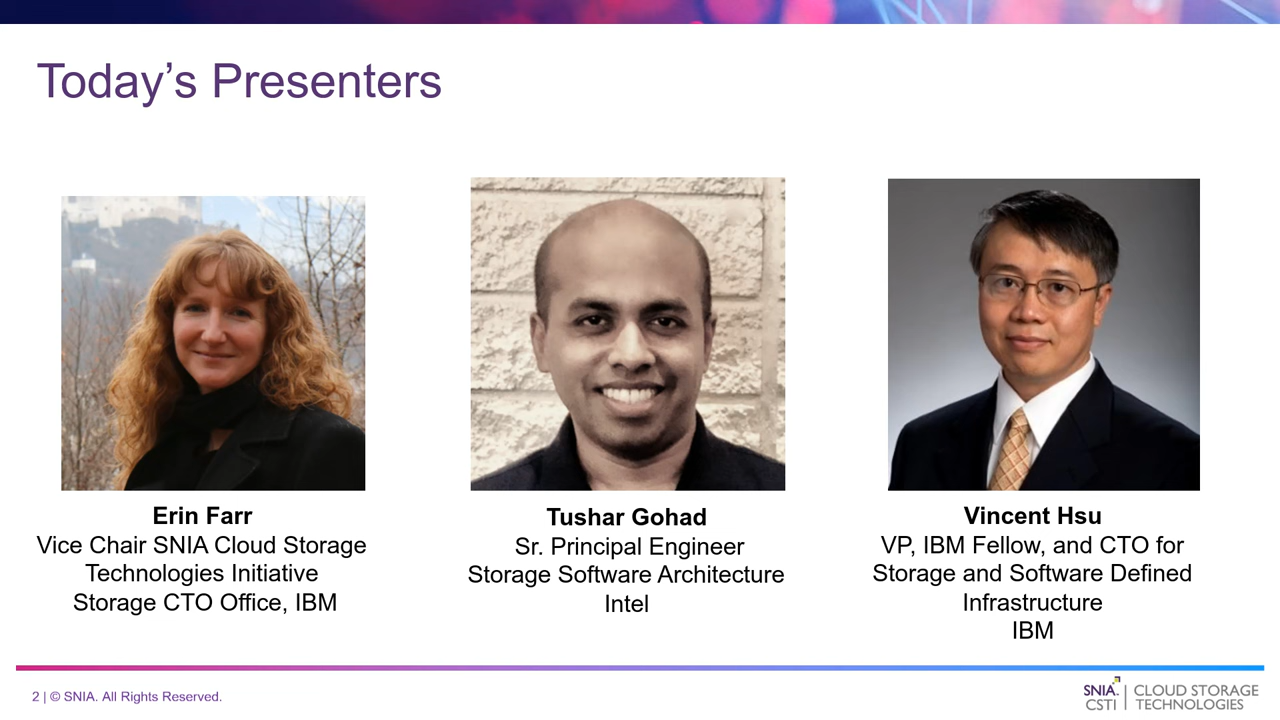 Today’s Presenters
Erin Farr
Vice Chair SNIA Cloud Storage
Technologies Initiative
Storage CTO Office, IBM
Tushar Gohad
Sr. Principal Engineer
Storage Software Architecture
Intel
Vincent Hsu
VP, IBM Fellow, and CTO for
Storage and Software Defined
Infrastructure
IBM
2 | © SNIA. All Rights Reserved.
SNIA. | CLOUD STORAGE
CSTI | TECHNOLOGIES